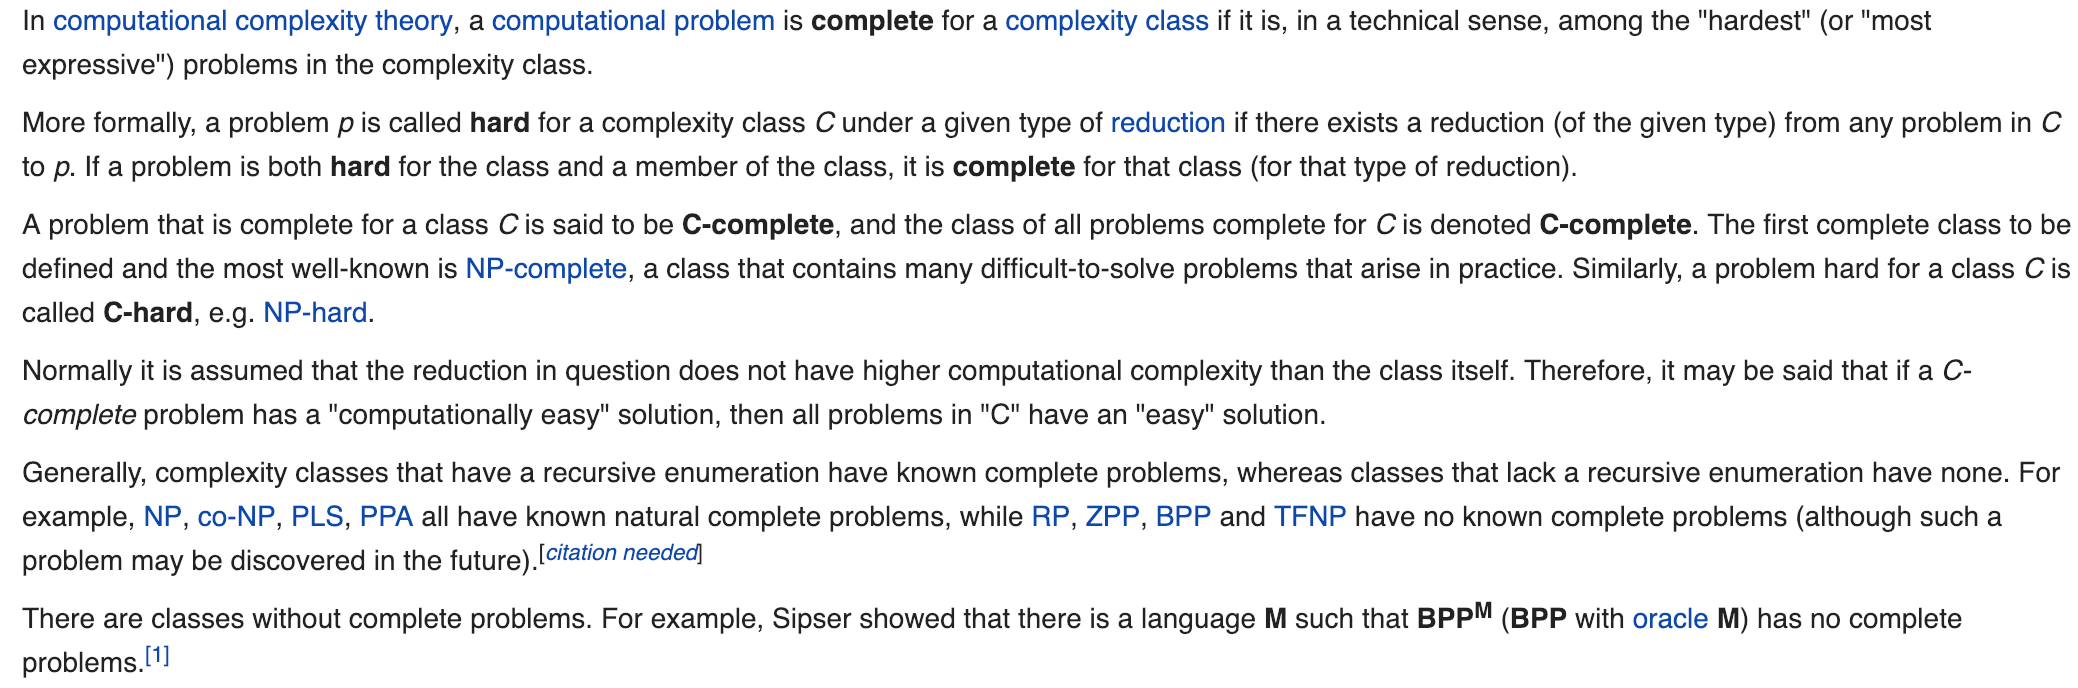 In computational complexity theory, a computational problem is complete for a complexity class if it is, in a technical sense, among the "hardest" (or "most
expressive") problems in the complexity class.
More formally, a problem p is called hard for a complexity class C under a given type of reduction if there exists a reduction (of the given type) from any problem in C
to p. If a problem is both hard for the class and a member of the class, it is complete for that class (for that type of reduction).
A problem that is complete for a class C is said to be C-complete, and the class of all problems complete for C is denoted C-complete. The first complete class to be
defined and the most well-known is NP-complete, a class that contains many difficult-to-solve problems that arise in practice. Similarly, a problem hard for a class C is
called C-hard, e.g. NP-hard.
Normally it is assumed that the reduction in question does not have higher computational complexity than the class itself. Therefore, it may be said that if a C-
complete problem has a "computationally easy" solution, then all problems in "C" have an "easy" solution.
Generally, complexity classes that have a recursive enumeration have known complete problems, whereas classes that lack a recursive enumeration have none. For
example, NP, co-NP, PLS, PPA all have known natural complete problems, while RP, ZPP, BPP and TFNP have no known complete problems (although such a
problem may be discovered in the future).[citation needed]
There are classes without complete problems. For example, Sipser showed that there is a language M such that BPPᴹ (BPP with oracle M) has no complete
problems.[1]